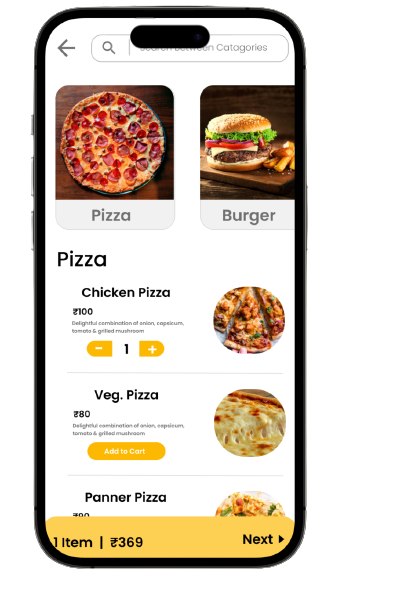 Search Between Catagories
Pizza
Burger
Pizza
Chicken Pizza
₹100
Delightful combination of onion, capsicum,
tomato & grilled mushroom
- 1 +
Veg. Pizza
₹80
Delightful combination of onion, capsicum,
tomato & grilled mushroom
Add to Cart
Panner Pizza
₹90
1 Item | ₹369
Next